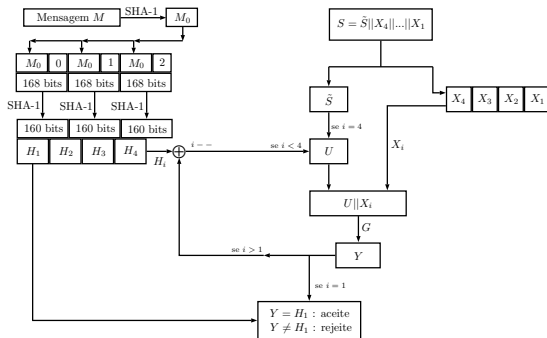 Mensagem M
SHA-1
M₀
S = S̃||X₄||...||X₁
M₀ 0 M₀ 1 M₀ 2
168 bits 168 bits 168 bits
SHA-1 SHA-1 SHA-1
160 bits 160 bits 160 bits
H₁ H₂ H₃ H₄
Hᵢ
⊕
i − −
se i < 4
S̃
se i = 4
U
X₄ X₃ X₂ X₁
Xᵢ
U||Xᵢ
G
Y
se i > 1
se i = 1
Y = H₁ : aceite
Y ≠ H₁ : rejeite